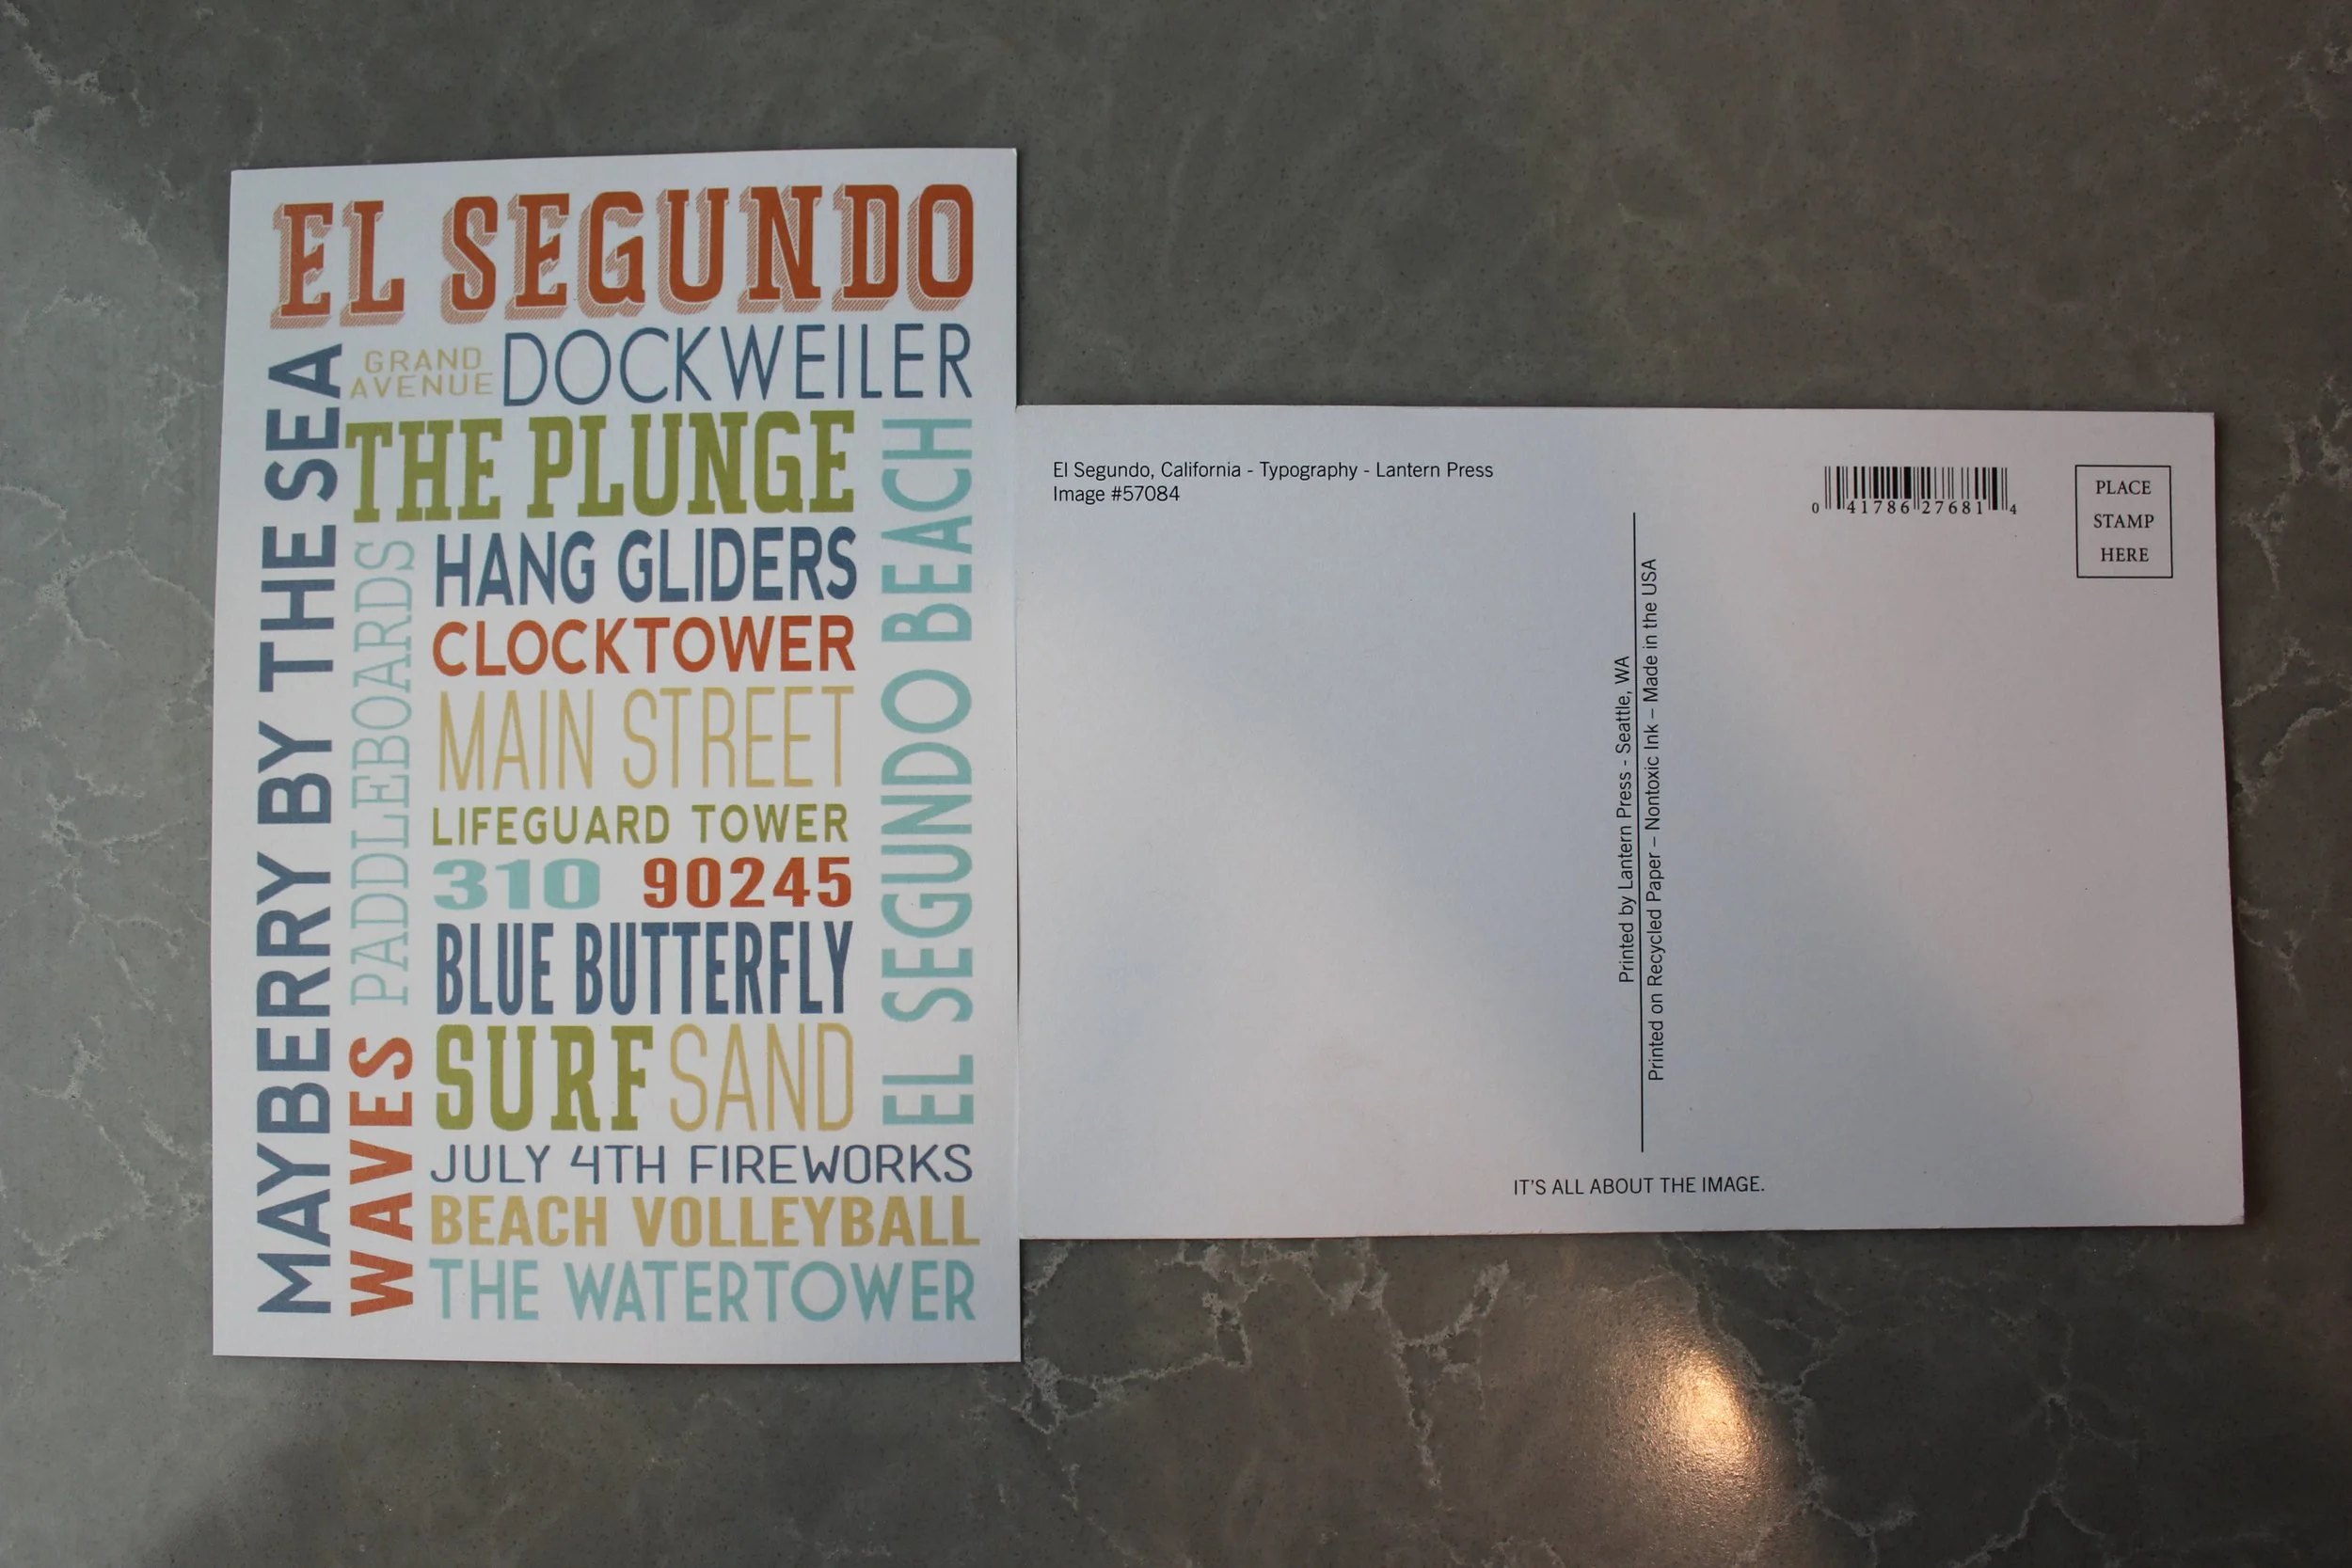 EL SEGUNDO
GRAND
AVENUE
DOCKWEILER
MAYBERRY BY THE SEA
THE PLUNGE
EL SEGUNDO BEACH
PADDLEBOARDS
HANG GLIDERS
CLOCKTOWER
MAIN STREET
LIFEGUARD TOWER
310 90245
BLUE BUTTERFLY
SURF SAND
WAVES
JULY 4TH FIREWORKS
BEACH VOLLEYBALL
THE WATERTOWER
El Segundo, California - Typography - Lantern Press
Image #57084
0 41786 27681 4
PLACE
STAMP
HERE
Printed by Lantern Press - Seattle, WA
Printed on Recycled Paper – Nontoxic Ink – Made in the USA
IT'S ALL ABOUT THE IMAGE.